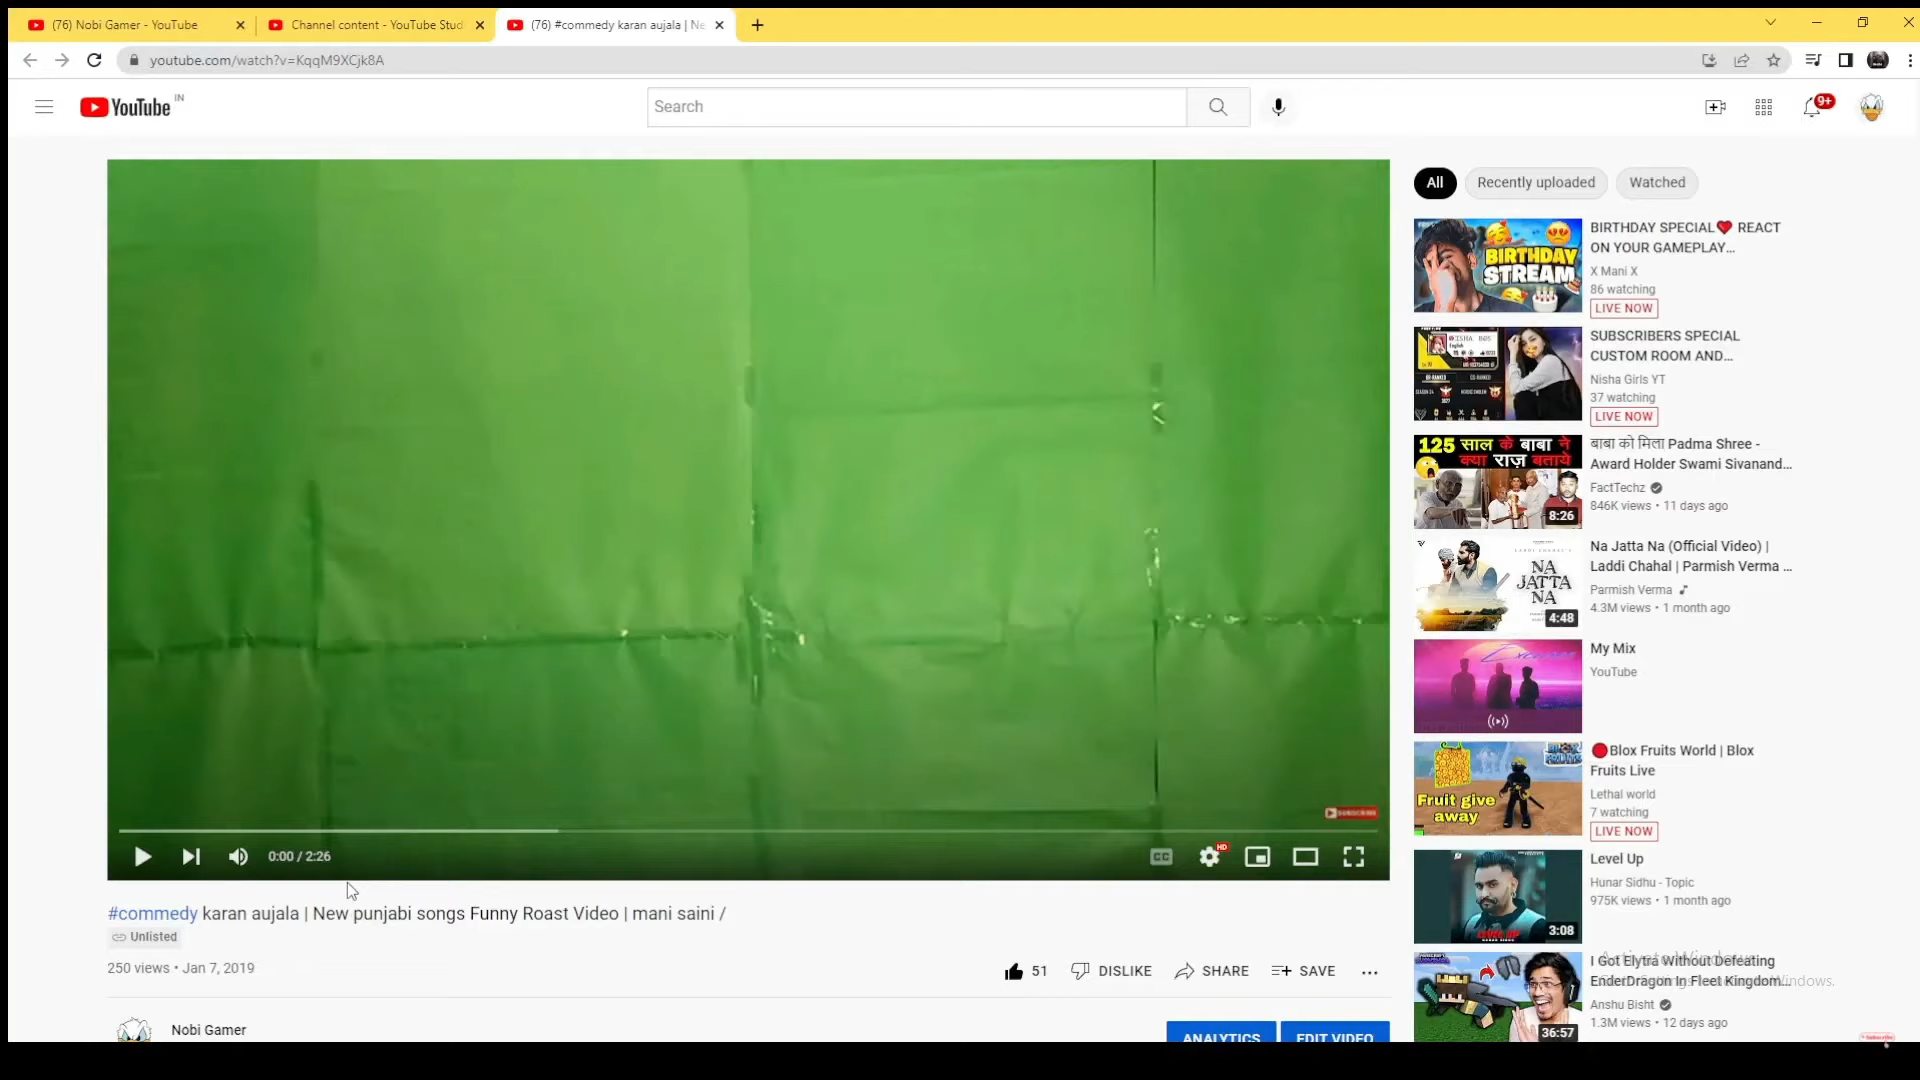 (76) Nobi Gamer - YouTube
Channel content - YouTube Stud
(76) #commedy karan aujala | Ne
youtube.com/watch?v=KqqM9XCjk8A
YouTube IN
Search
9+
All
Recently uploaded
Watched
BIRTHDAY STREAM
BIRTHDAY SPECIAL❤️ REACT
ON YOUR GAMEPLAY...
X Mani X
86 watching
LIVE NOW
SUBSCRIBERS SPECIAL
CUSTOM ROOM AND...
Nisha Girls YT
37 watching
LIVE NOW
125 साल के बाबा ने
क्या राज़ बताये
8:26
बाबा को मिला Padma Shree -
Award Holder Swami Sivanand...
FactTechz
846K views • 11 days ago
NA
JATTA
NA
4:48
Na Jatta Na (Official Video) |
Laddi Chahal | Parmish Verma ...
Parmish Verma
4.3M views • 1 month ago
My Mix
YouTube
Fruit give
away
🔴Blox Fruits World | Blox
Fruits Live
Lethal world
7 watching
LIVE NOW
LEVEL UP
3:08
Level Up
Hunar Sidhu - Topic
975K views • 1 month ago
36:57
I Got Elytra Without Defeating
EnderDragon In Fleet Kingdom...
Anshu Bisht
1.3M views • 12 days ago
SUBSCRIBE
0:00 / 2:26
CC
HD
#commedy karan aujala | New punjabi songs Funny Roast Video | mani saini /
Unlisted
250 views • Jan 7, 2019
51
DISLIKE
SHARE
SAVE
Nobi Gamer
ANALYTICS
EDIT VIDEO